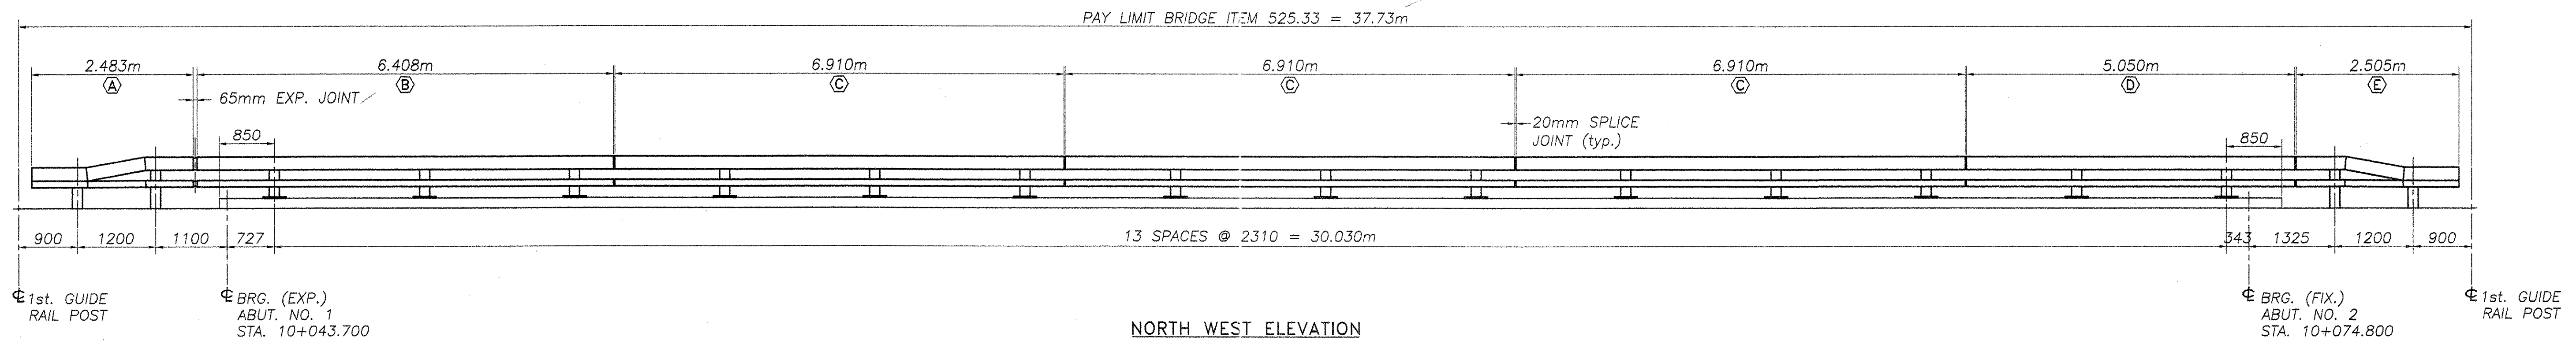 PAY LIMIT BRIDGE ITEM 525.33 = 37.73m
2.483m
6.408m
6.910m
6.910m
6.910m
5.050m
2.505m
A
B
C
C
C
D
E
65mm EXP. JOINT
20mm SPLICE
JOINT (typ.)
850
850
900
1200
1100
727
13 SPACES @ 2310 = 30.030m
343
1325
1200
900
℄ 1st. GUIDE
RAIL POST
℄ BRG. (EXP.)
ABUT. NO. 1
STA. 10+043.700
NORTH WEST ELEVATION
℄ BRG. (FIX.)
ABUT. NO. 2
STA. 10+074.800
℄ 1st. GUIDE
RAIL POST